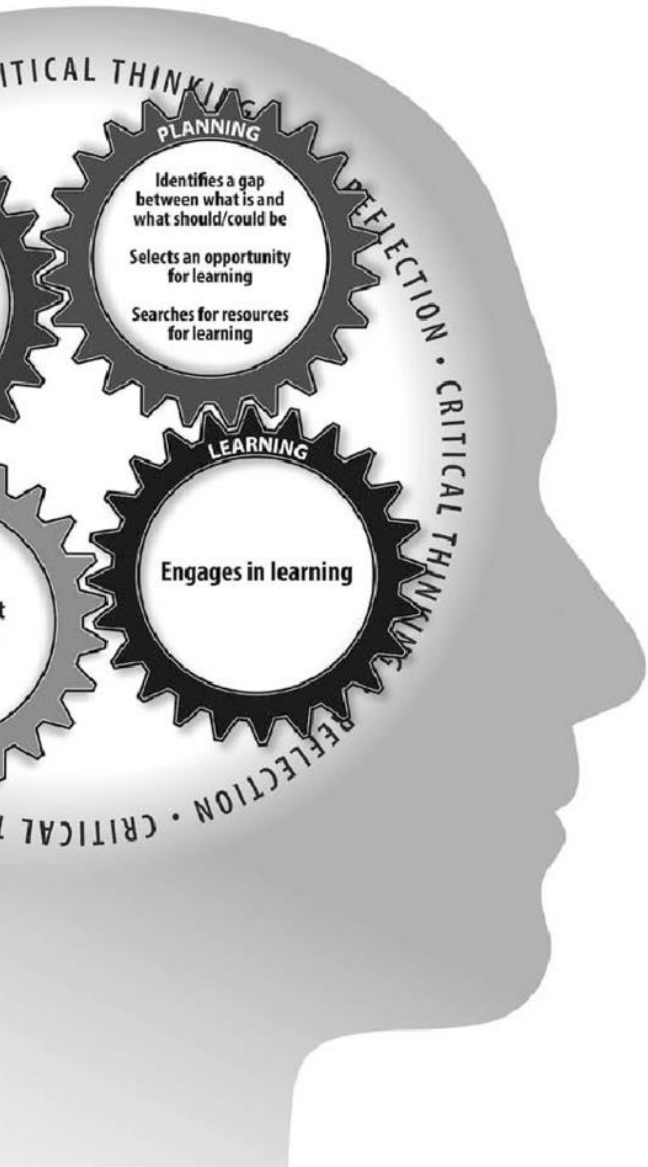 ITICAL THINKING
REFLECTION • CRITICAL THINKING
REFLECTION • CRITICAL
PLANNING
Identifies a gap
between what is and
what should/could be
Selects an opportunity
for learning
Searches for resources
for learning
LEARNING
Engages in learning
t